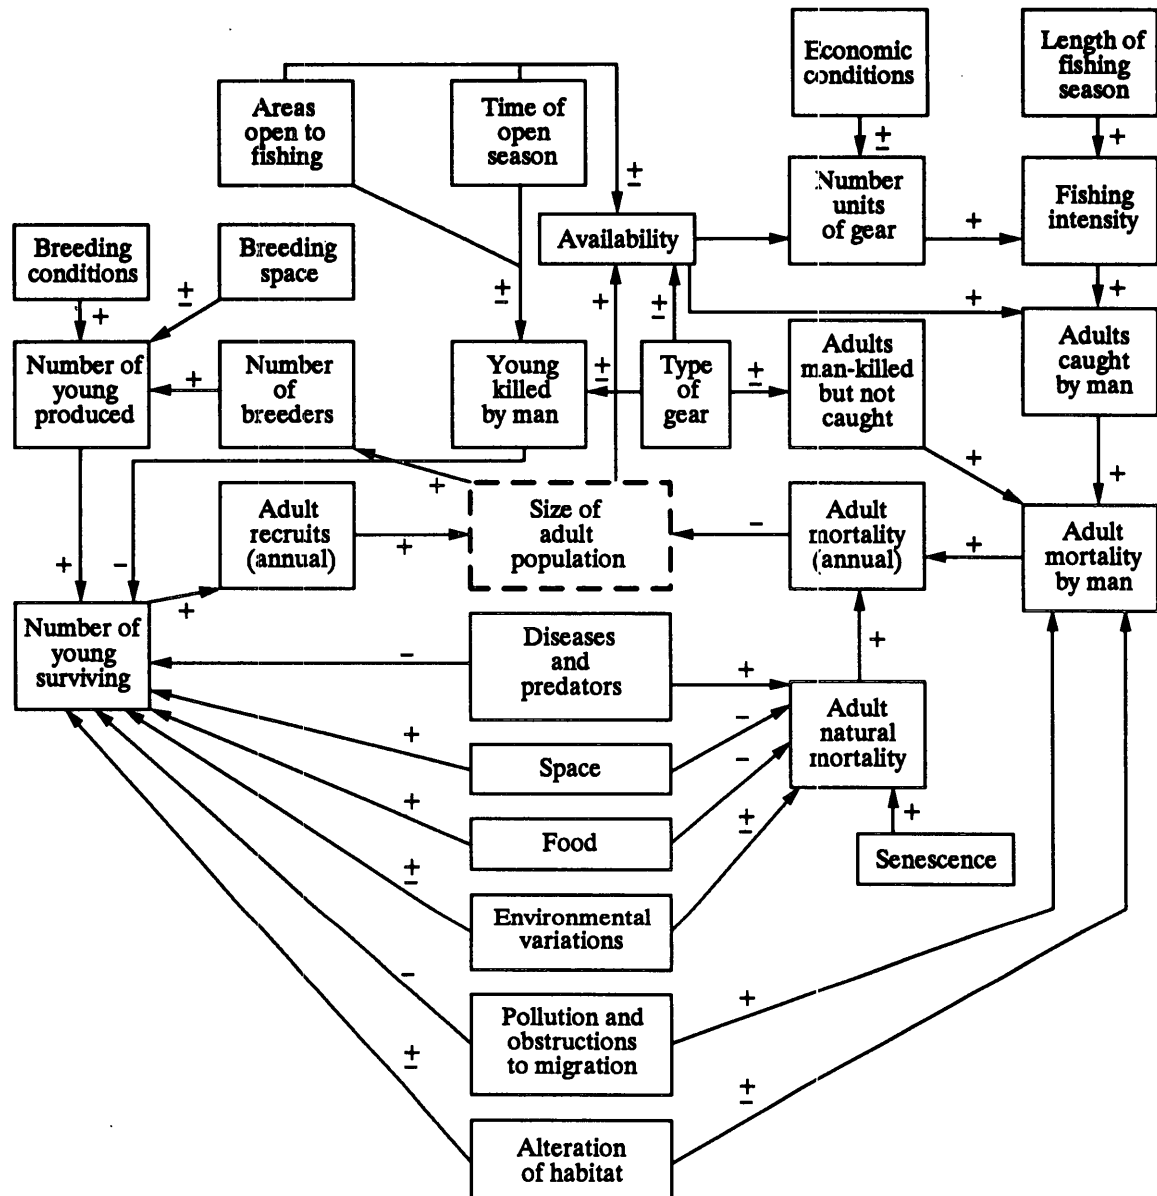 Economic
conditions
Length of
fishing
season
Areas
open to
fishing
Time of
open
season
±
+
±
Number
units
of gear
Fishing
intensity
Breeding
conditions
Breeding
space
Availability
+
+
±
±
+
±
+
+
Number of
young
produced
+
Number
of
breeders
Young
killed
by man
±
Type
of
gear
±
Adults
man-killed
but not
caught
Adults
caught
by man
+
+
+
Adult
recruits
(annual)
+
Size of
adult
population
-
Adult
mortality
(annual)
+
Adult
mortality
by man
+
-
+
Number of
young
surviving
-
Diseases
and
predators
+
+
Adult
natural
mortality
+
Space
-
+
Food
-
±
Environmental
variations
±
+
Senescence
-
Pollution and
obstructions
to migration
+
±
Alteration
of habitat
±